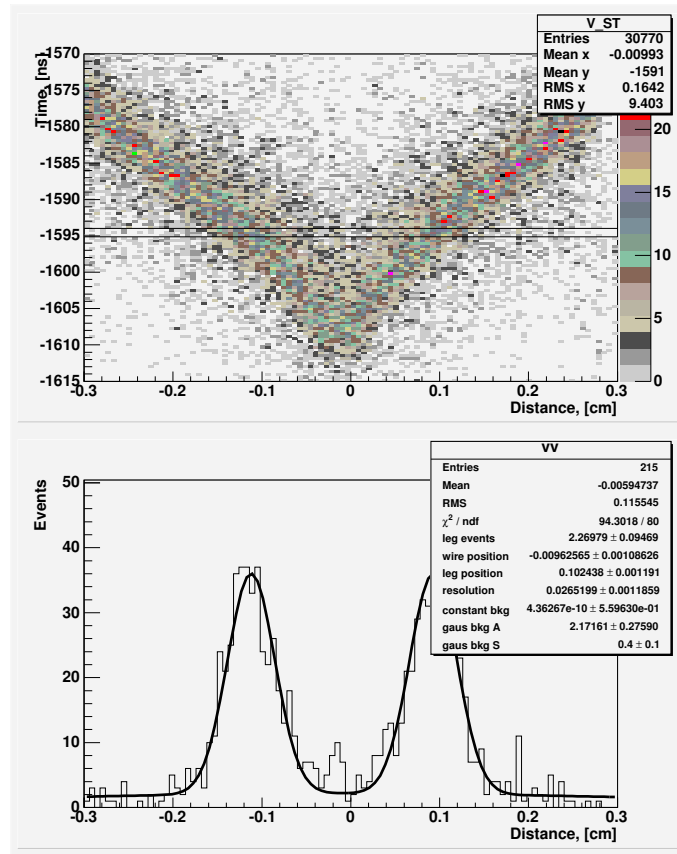 V_ST
Entries 30770
Mean x -0.00993
Mean y -1591
RMS x 0.1642
RMS y 9.403
Time, [ns]
-1570
-1575
-1580
-1585
-1590
-1595
-1600
-1605
-1610
-1615
-0.3 -0.2 -0.1 0 0.1 0.2 0.3
Distance, [cm]
20
15
10
5
0
VV
Entries 215
Mean -0.00594737
RMS 0.115545
χ² / ndf 94.3018 / 80
leg events 2.26979 ± 0.09469
wire position -0.00962565 ± 0.00108626
leg position 0.102438 ± 0.001191
resolution 0.0265199 ± 0.0011859
constant bkg 4.36267e-10 ± 5.59630e-01
gaus bkg A 2.17161 ± 0.27590
gaus bkg S 0.4 ± 0.1
Events
50
40
30
20
10
0
-0.3 -0.2 -0.1 0 0.1 0.2 0.3
Distance, [cm]